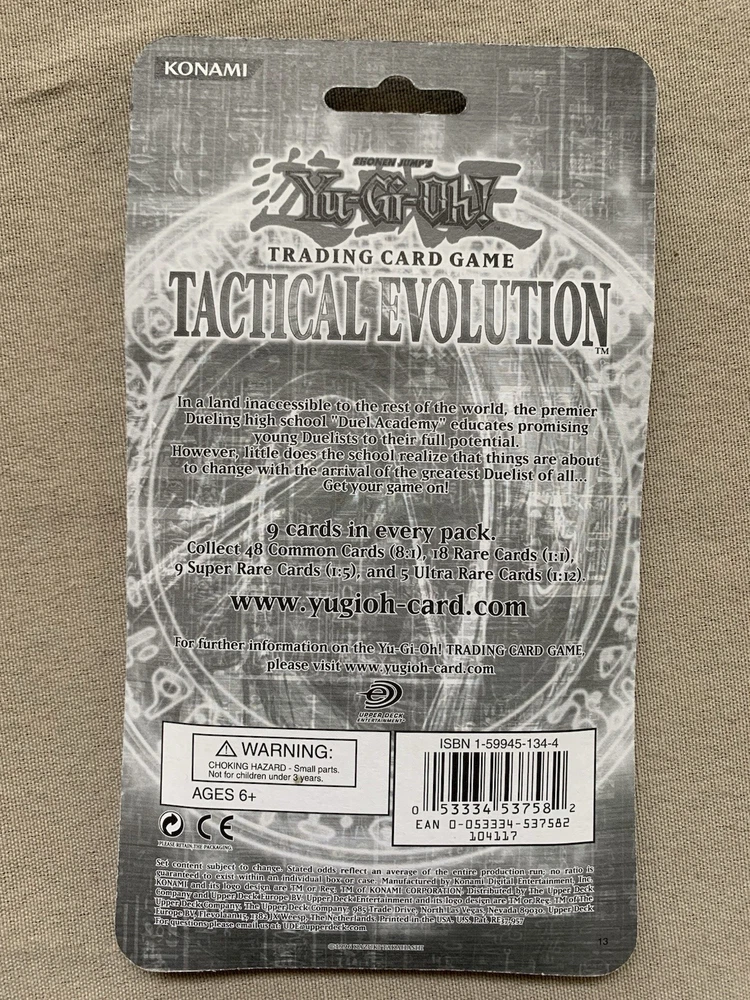 KONAMI
SHONEN JUMP'S
Yu-Gi-Oh!
TRADING CARD GAME
TACTICAL EVOLUTION
TM
In a land inaccessible to the rest of the world, the premier
Dueling high school "Duel Academy" educates promising
young Duelists to their full potential.
However, little does the school realize that things are about
to change with the arrival of the greatest Duelist of all...
Get your game on!
9 cards in every pack.
Collect 48 Common Cards (8:1), 18 Rare Cards (1:1),
9 Super Rare Cards (1:5), and 5 Ultra Rare Cards (1:12).
www.yugioh-card.com
For further information on the Yu-Gi-Oh! TRADING CARD GAME,
please visit www.yugioh-card.com
UPPER DECK
ENTERTAINMENT
WARNING:
CHOKING HAZARD - Small parts.
Not for children under 3 years.
AGES 6+
ISBN 1-59945-134-4
0 53334 53758 2
EAN 0-053334-537582
104117
CE
PLEASE RETAIN THE PACKAGING
Set content subject to change. Stated odds reflect an average of the entire production run; no ratio is
guaranteed to exist within an individual box or case. Manufactured by Konami Digital Entertainment, Inc.
KONAMI and its logo design are TM or Reg. TM of KONAMI CORPORATION. Distributed by The Upper Deck
Company and Upper Deck Europe BV. Upper Deck Entertainment and its logo design are TM or Reg. TM of The
Upper Deck Company. The Upper Deck Company, 985 Trade Drive, North Las Vegas, Nevada 89030. Upper Deck
Europe BV, Flevolaan 15, 1382 JX Weesp, The Netherlands. Printed in the USA. U.S. Pat. RE37,957
For questions please email us at: UDE@upperdeck.com
©1996 KAZUKI TAKAHASHI
13